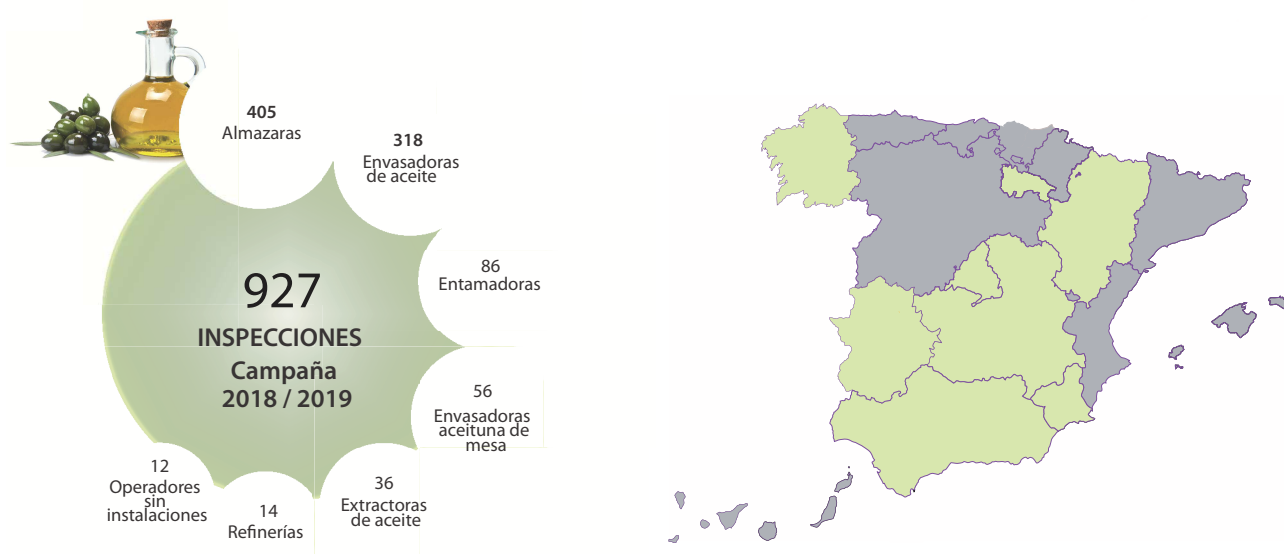 405
Almazaras
318
Envasadoras
de aceite
86
Entamadoras
927
INSPECCIONES
Campaña
2018 / 2019
56
Envasadoras
aceituna de
mesa
36
Extractoras
de aceite
14
Refinerías
12
Operadores
sin
instalaciones